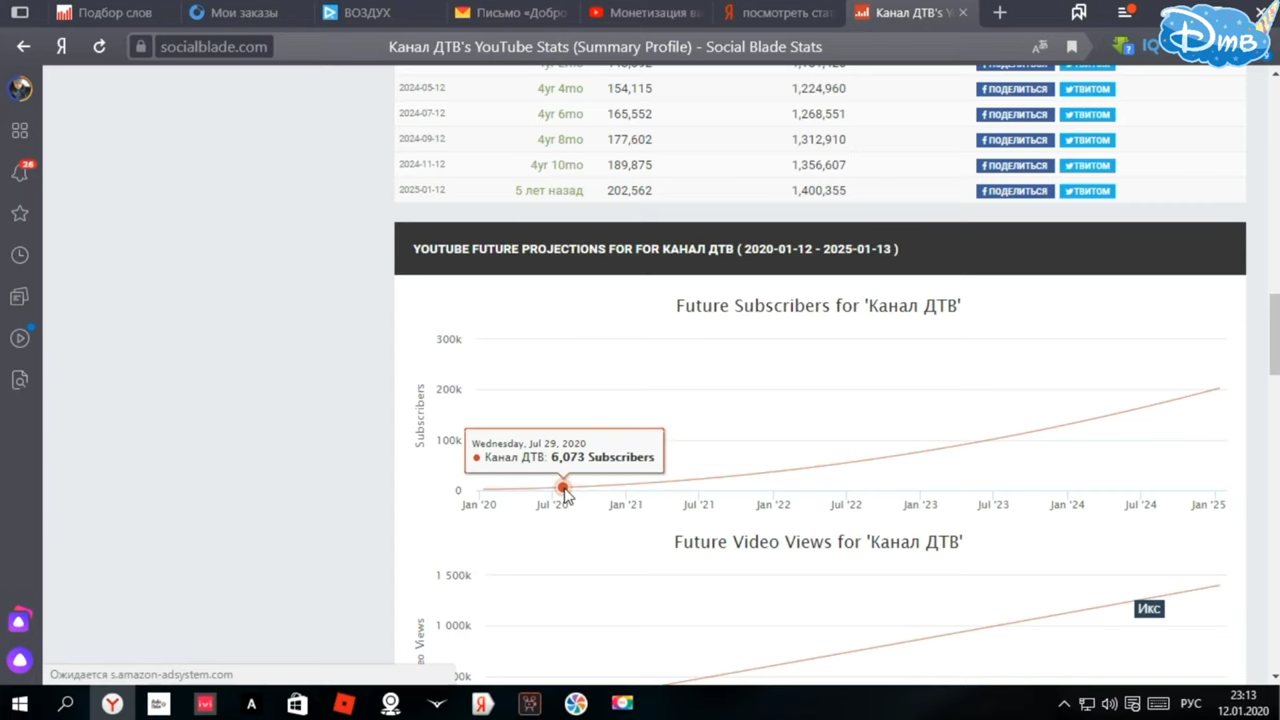 Подбор слов
Мои заказы
ВОЗДУХ
Письмо «Добро
Монетизация ви
посмотреть ста
Канал ДТВ's Y
Я
socialblade.com
Канал ДТВ's YouTube Stats (Summary Profile) - Social Blade Stats
IQ
Дтв
26
ПОДЕЛИТЬСЯ ТВИТОМ
2024-05-12 4yr 4mo 154,115 1,224,960 ПОДЕЛИТЬСЯ ТВИТОМ
2024-07-12 4yr 6mo 165,552 1,268,551 ПОДЕЛИТЬСЯ ТВИТОМ
2024-09-12 4yr 8mo 177,602 1,312,910 ПОДЕЛИТЬСЯ ТВИТОМ
2024-11-12 4yr 10mo 189,875 1,356,607 ПОДЕЛИТЬСЯ ТВИТОМ
2025-01-12 5 лет назад 202,562 1,400,355 ПОДЕЛИТЬСЯ ТВИТОМ
YOUTUBE FUTURE PROJECTIONS FOR FOR КАНАЛ ДТВ ( 2020-01-12 - 2025-01-13 )
Future Subscribers for 'Канал ДТВ'
Subscribers
300k
200k
100k
0
Wednesday, Jul 29, 2020
Канал ДТВ: 6,073 Subscribers
Jan '20 Jul '20 Jan '21 Jul '21 Jan '22 Jul '22 Jan '23 Jul '23 Jan '24 Jul '24 Jan '25
Future Video Views for 'Канал ДТВ'
1 500k
1 000k
Икс
Views
Ожидается s.amazon-adsystem.com
РУС
23:13
12.01.2020